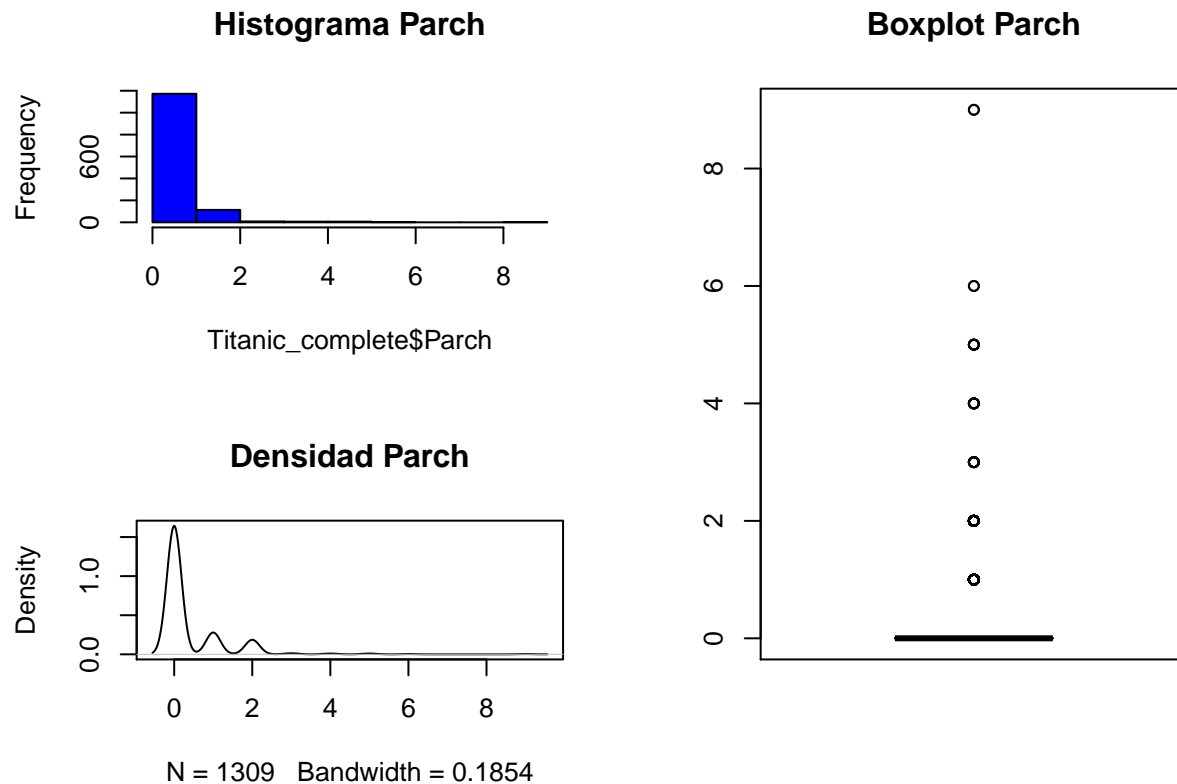 Histograma Parch
Frequency
600
0
0 2 4 6 8
Titanic_complete$Parch
Densidad Parch
Density
1.0
0.0
0 2 4 6 8
N = 1309 Bandwidth = 0.1854
Boxplot Parch
8
6
4
2
0